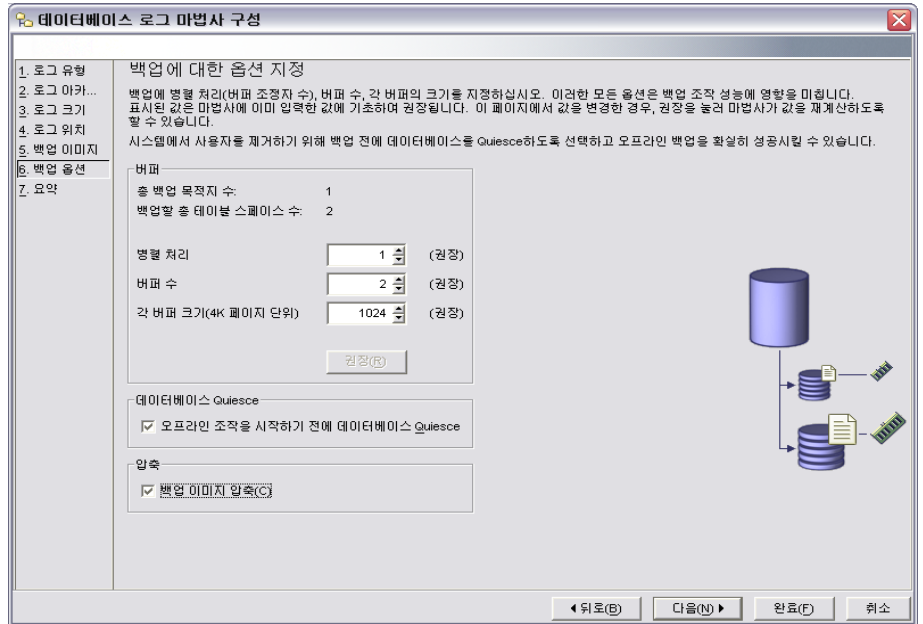 데이터베이스 로그 마법사 구성
1. 로그 유형
2. 로그 아카...
3. 로그 크기
4. 로그 위치
5. 백업 이미지
6. 백업 옵션
7. 요약
백업에 대한 옵션 지정
백업에 병렬 처리(버퍼 조정자 수), 버퍼 수, 각 버퍼의 크기를 지정하십시오. 이러한 모든 옵션은 백업 조작 성능에 영향을 미칩니다.
표시된 값은 마법사에 이미 입력한 값에 기초하여 권장됩니다. 이 페이지에서 값을 변경한 경우, 권장을 눌러 마법사가 값을 재계산하도록
할 수 있습니다.
시스템에서 사용자를 제거하기 위해 백업 전에 데이터베이스를 Quiesce하도록 선택하고 오프라인 백업을 확실히 성공시킬 수 있습니다.
버퍼
총 백업 목적지 수: 1
백업할 총 테이블 스페이스 수: 2
병렬 처리 1 (권장)
버퍼 수 2 (권장)
각 버퍼 크기(4K 페이지 단위) 1024 (권장)
권장(R)
데이터베이스 Quiesce
오프라인 조작을 시작하기 전에 데이터베이스 Quiesce
압축
백업 이미지 압축(C)
뒤로(B) 다음(N) 완료(F) 취소